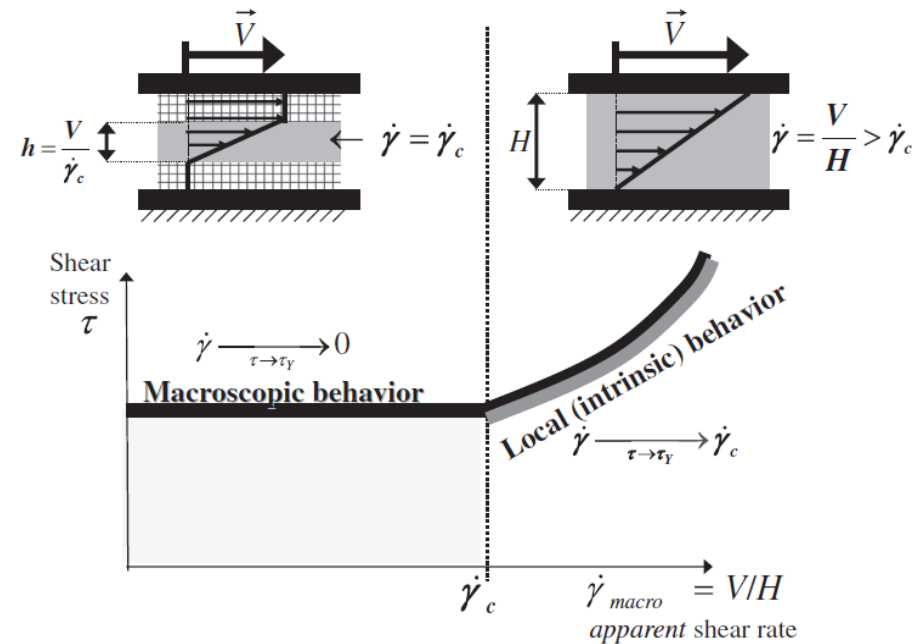 V⃗
V⃗
h = V/γ̇c
γ̇ = γ̇c
H
γ̇ = V/H > γ̇c
Shear
stress
τ
γ̇ ⟶ 0
τ→τY
Macroscopic behavior
Local (intrinsic) behavior
γ̇ ⟶ γ̇c
τ→τY
γ̇c
γ̇macro = V/H
apparent shear rate